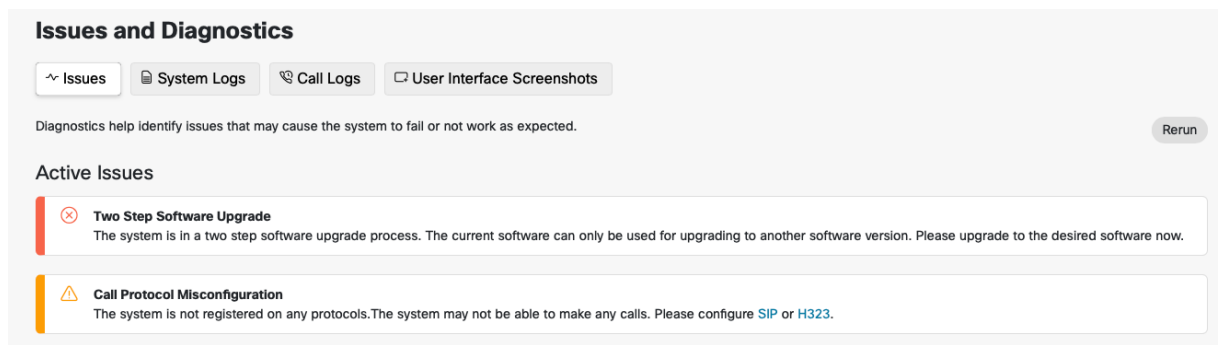 Issues and Diagnostics
Issues System Logs Call Logs User Interface Screenshots
Diagnostics help identify issues that may cause the system to fail or not work as expected.
Rerun
Active Issues
Two Step Software Upgrade
The system is in a two step software upgrade process. The current software can only be used for upgrading to another software version. Please upgrade to the desired software now.
Call Protocol Misconfiguration
The system is not registered on any protocols.The system may not be able to make any calls. Please configure SIP or H323.